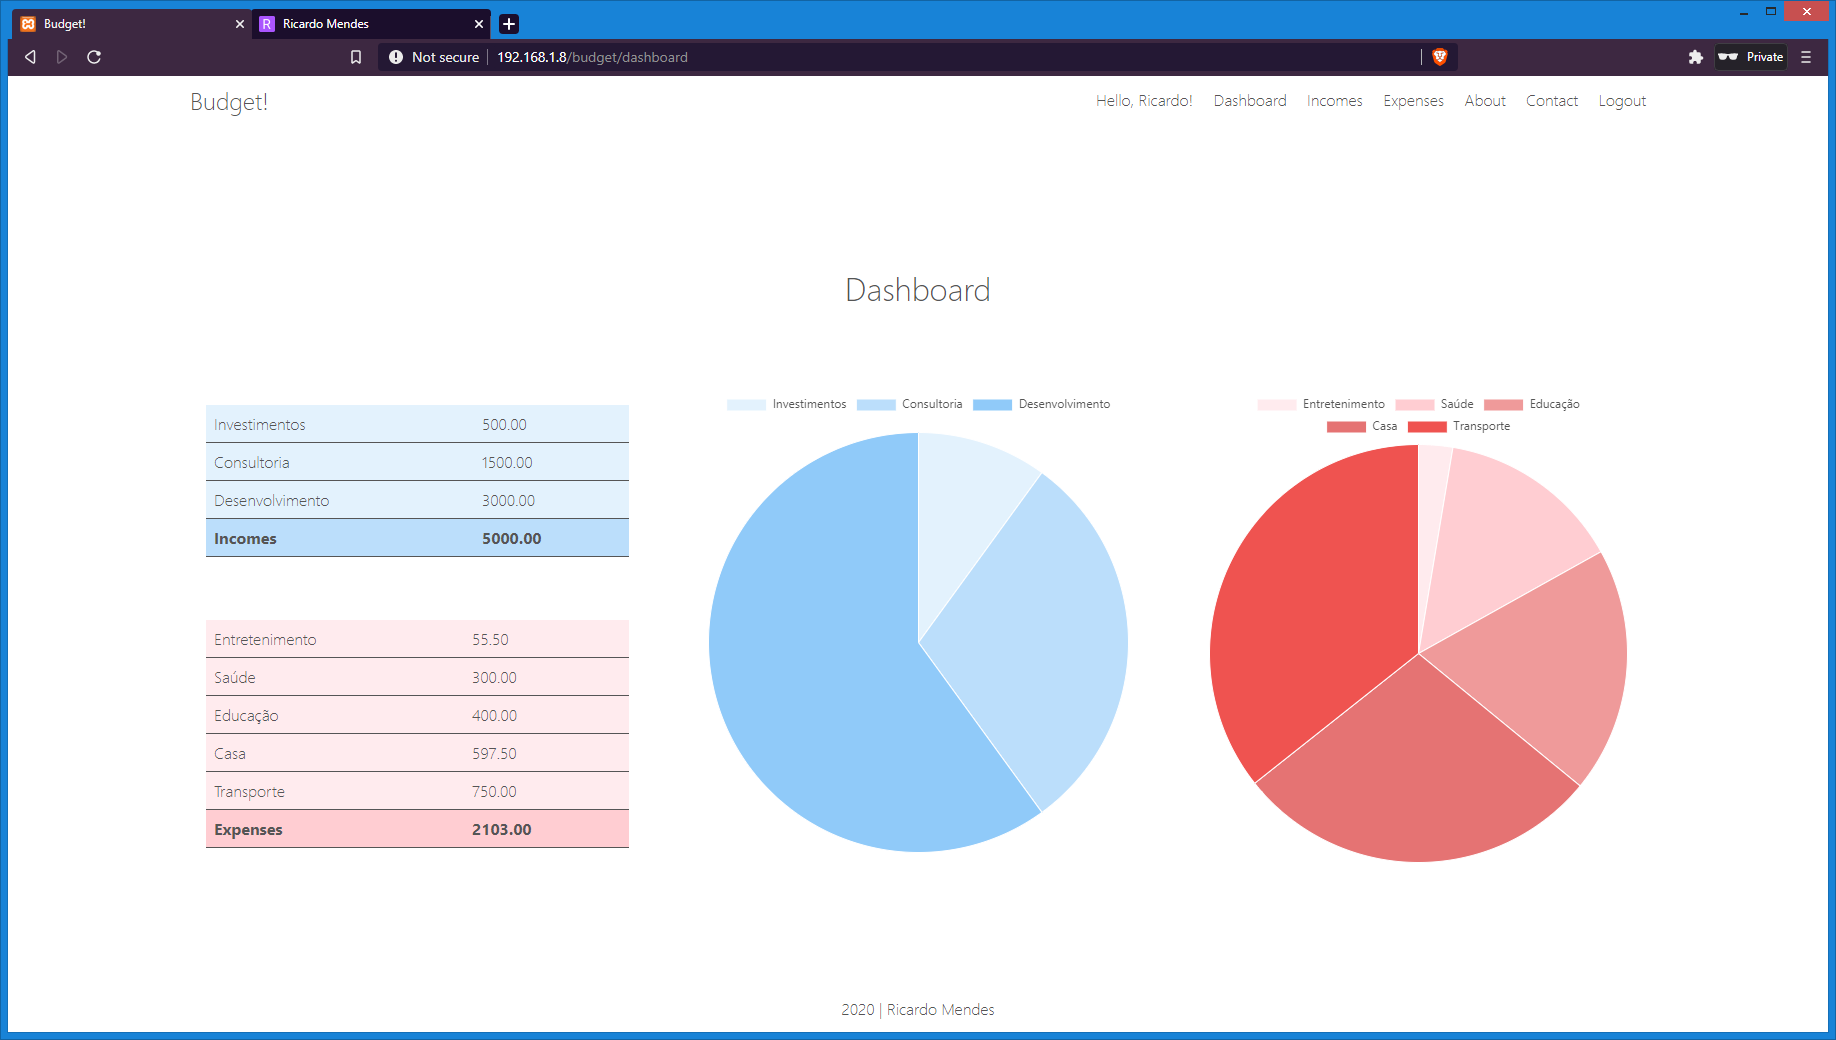 Budget!
R Ricardo Mendes
Not secure 192.168.1.8/budget/dashboard
Private
Budget!
Hello, Ricardo! Dashboard Incomes Expenses About Contact Logout
Dashboard
Investimentos 500.00
Consultoria 1500.00
Desenvolvimento 3000.00
Incomes 5000.00
Entretenimento 55.50
Saúde 300.00
Educação 400.00
Casa 597.50
Transporte 750.00
Expenses 2103.00
Investimentos Consultoria Desenvolvimento
Entretenimento Saúde Educação
Casa Transporte
2020 | Ricardo Mendes